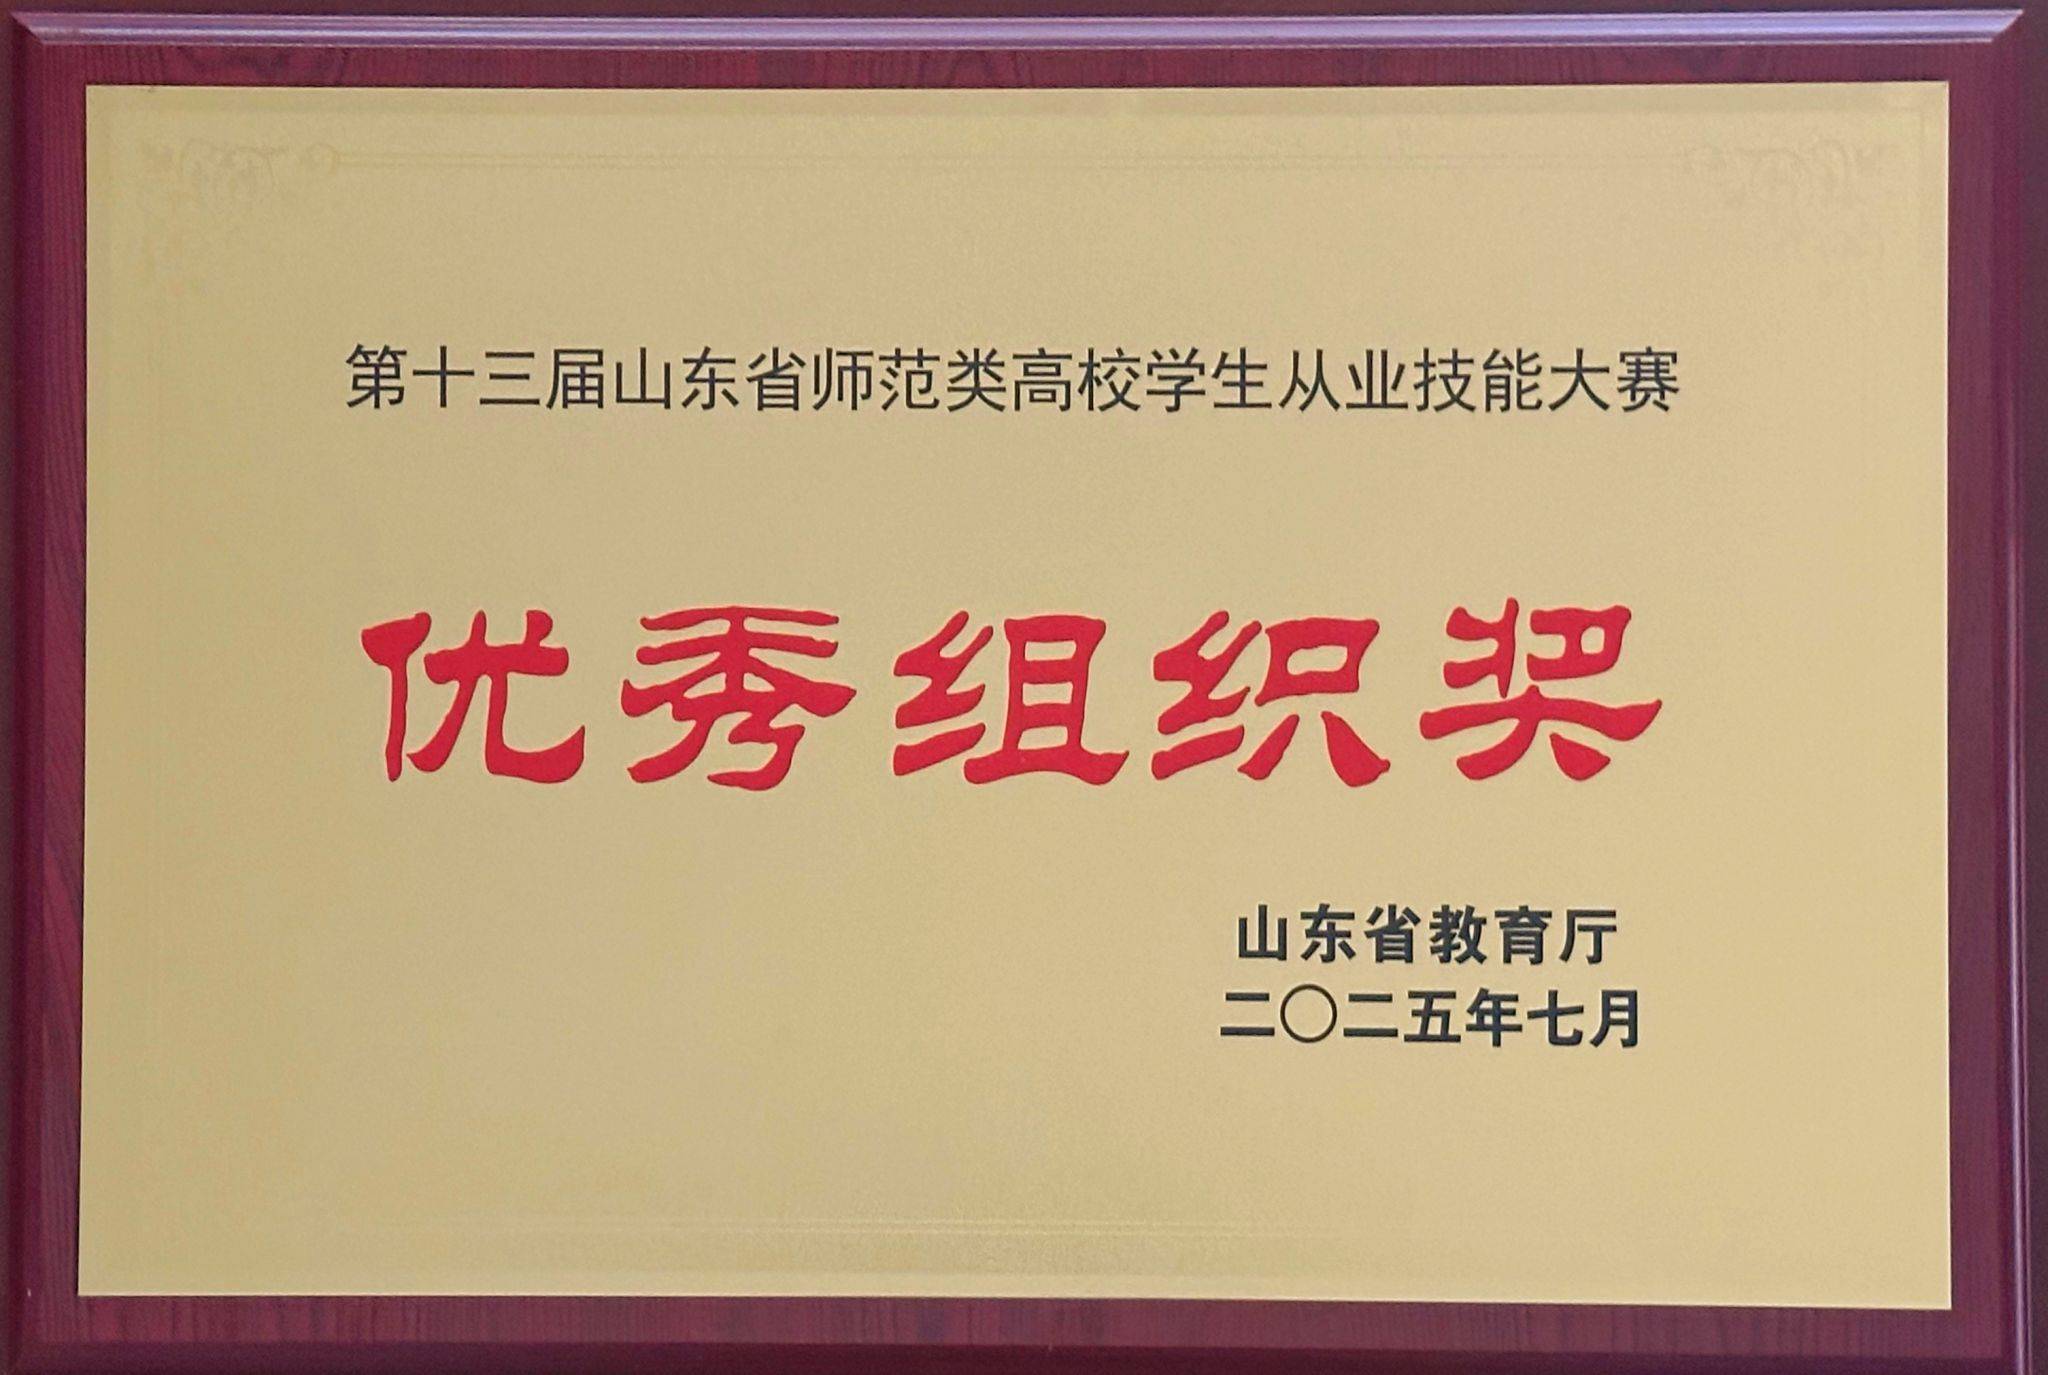 第十三届山东省师范类高校学生从业技能大赛
优秀组织奖
山东省教育厅
二〇二五年七月